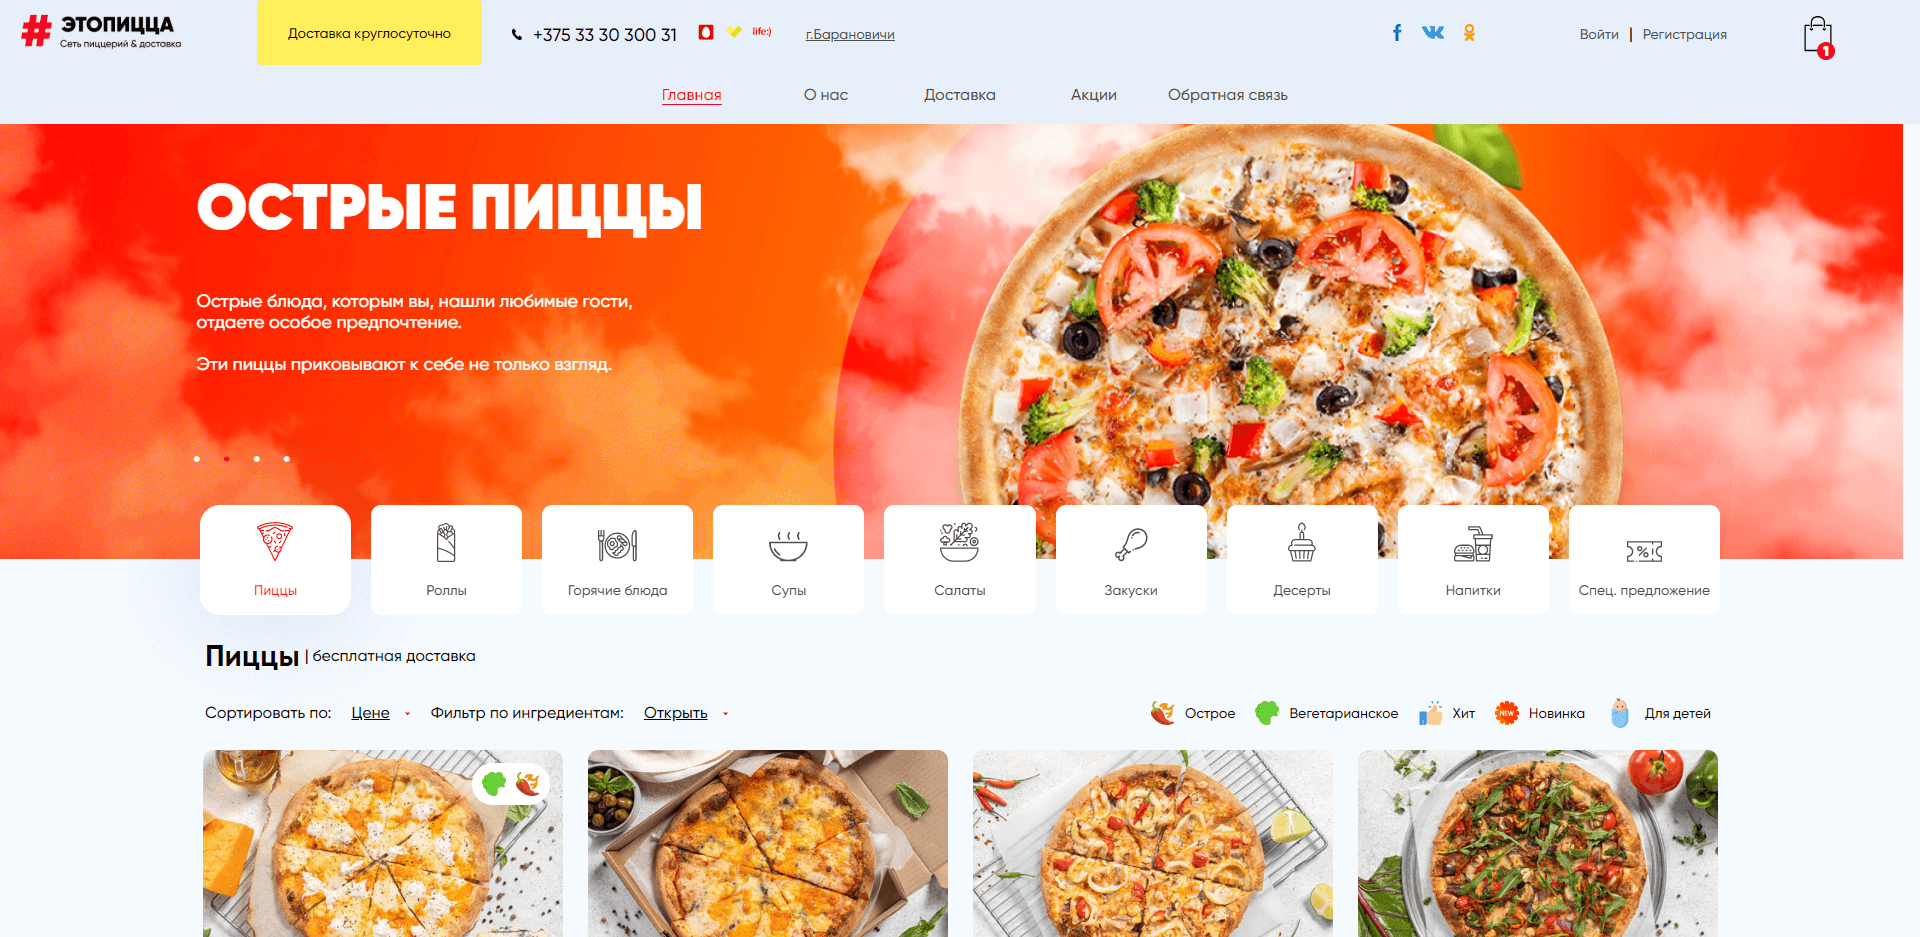 # ЭТОПИЦЦА
Сеть пиццерий & доставка
Доставка круглосуточно
+375 33 30 300 31
life:)
г.Барановичи
Войти | Регистрация
1
Главная
О нас
Доставка
Акции
Обратная связь
ОСТРЫЕ ПИЦЦЫ
Острые блюда, которым вы, нашли любимые гости,
отдаете особое предпочтение.
Эти пиццы приковывают к себе не только взгляд.
Пиццы
Роллы
Горячие блюда
Супы
Салаты
Закуски
Десерты
Напитки
Спец. предложение
Пиццы | бесплатная доставка
Сортировать по: Цене
Фильтр по ингредиентам: Открыть
Острое
Вегетарианское
Хит
NEW
Новинка
Для детей